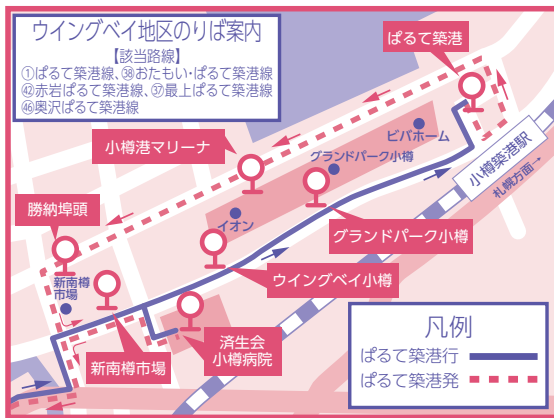 ウイングベイ地区のりば案内
【該当路線】
①ぱるて築港線、㊳おたもい・ぱるて築港線
㊷赤岩ぱるて築港線、㊲最上ぱるて築港線
㊻奥沢ぱるて築港線
ぱるて築港
小樽港マリーナ
ビバホーム
グランドパーク小樽
小樽築港駅
札幌方面→
勝納埠頭
イオン
グランドパーク小樽
新南樽
市場
ウイングベイ小樽
新南樽市場
済生会
小樽病院
凡例
ぱるて築港行
ぱるて築港発